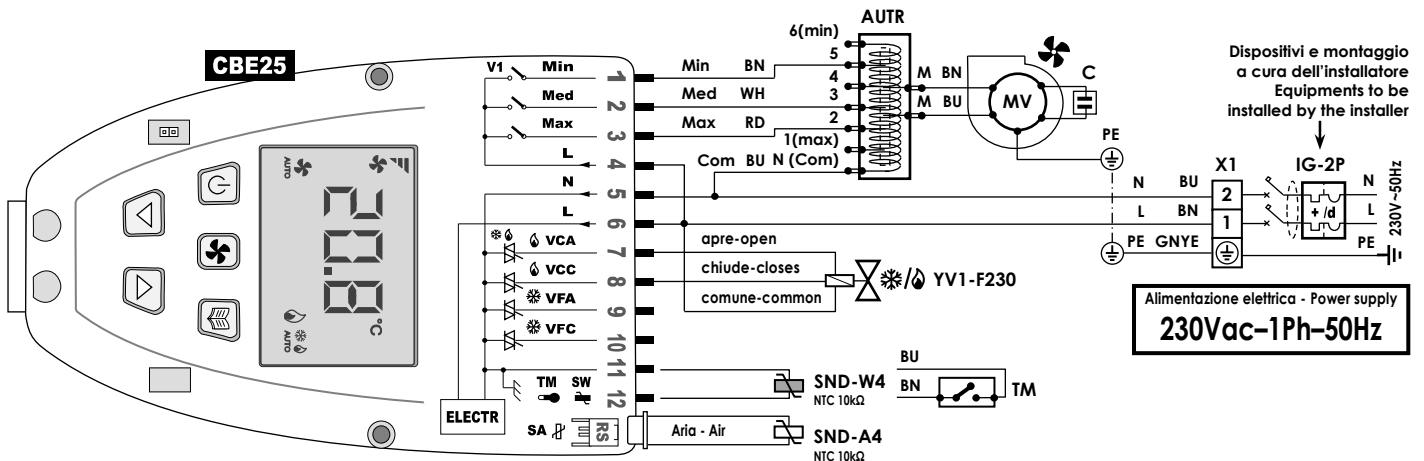 CBE25
AUTO
20.8
°C
AUTO
V1
Min
Med
Max
L
N
L
VCA
VCC
VFA
VFC
TM
SW
ELECTR
SA
RS
1
2
3
4
5
6
7
8
9
10
11
12
Min BN
Med WH
Max RD
Com BU N (Com)
AUTR
6(min)
5
4
3
2
1(max)
M BN
M BU
MV
C
PE
Dispositivi e montaggio
a cura dell'installatore
Equipments to be
installed by the installer
X1
IG-2P
N BU
2
N
L BN
1
+ /d
L
PE GNYE
PE
230V~50Hz
apre-open
chiude-closes
comune-common
YV1-F230
Alimentazione elettrica - Power supply
230Vac–1Ph–50Hz
SND-W4
NTC 10kΩ
BU
BN
TM
Aria - Air
SND-A4
NTC 10kΩ